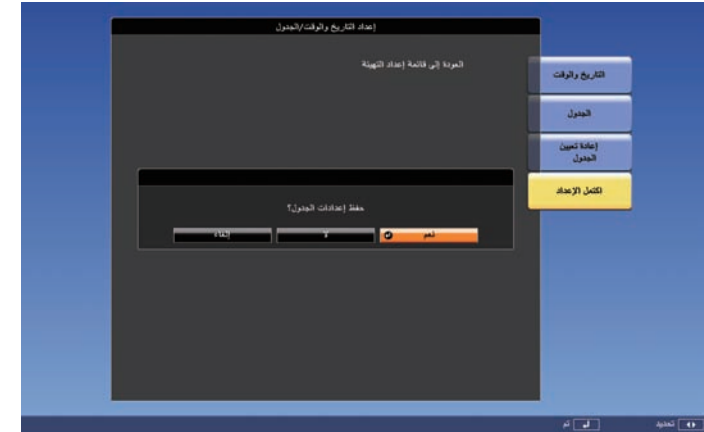 إعداد التاريخ والوقت/الجدول
العودة إلى قائمة إعداد التهيئة
التاريخ والوقت
الجدول
إعادة تعيين
الجدول
اكتمل الإعداد
حفظ إعدادات الجدول؟
نعم لا إلغاء
تحديد تم